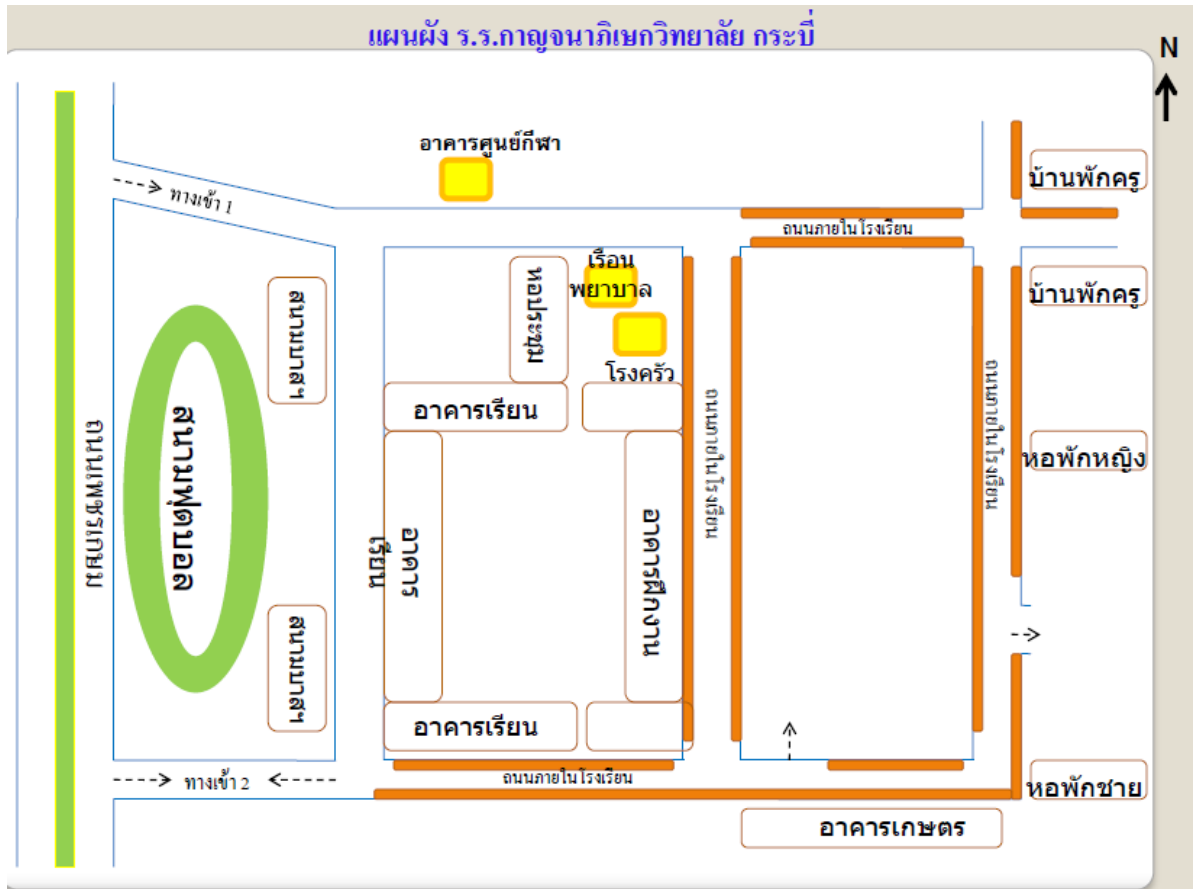 แผนผัง ร.ร.กาญจนาภิเษกวิทยาลัย กระบี่
N
อาคารศูนย์กีฬา
บ้านพักครู
ทางเข้า 1
ถนนภายในโรงเรียน
เรือน
พยาบาล
หอประชุม
บ้านพักครู
สนามบาสฯ
โรงครัว
อาคารเรียน
ถนนเพชรเกษม
สนามฟุตบอล
ถนนภายในโรงเรียน
ถนนภายในโรงเรียน
หอพักหญิง
อาคาร
เรียน
อาคารฝึกงาน
สนามบาสฯ
อาคารเรียน
ทางเข้า 2
ถนนภายในโรงเรียน
หอพักชาย
อาคารเกษตร